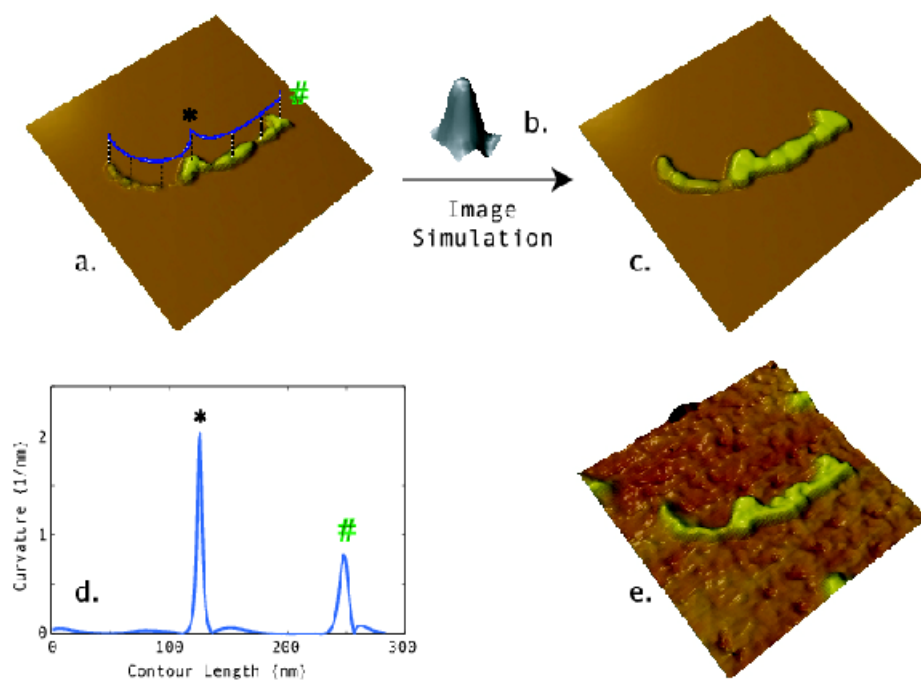 *
#
a.
b.
Image
Simulation
c.
*
#
d.
Curvature {1/nm}
2
1
0
0 100 200 300
Contour Length {nm}
e.